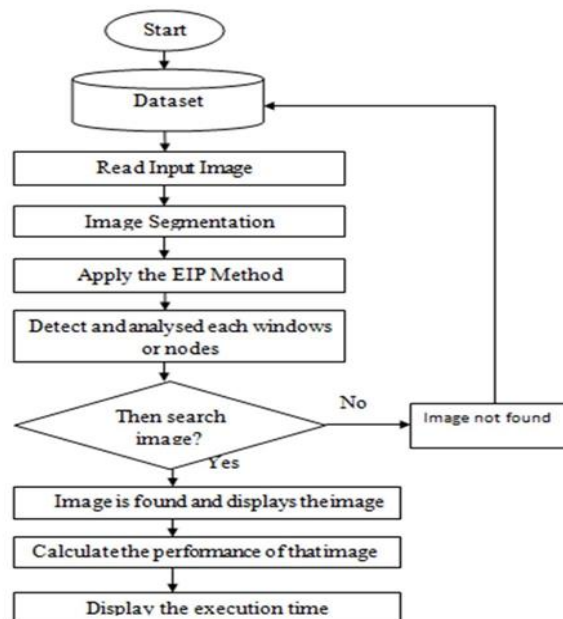 Start
Dataset
Read Input Image
Image Segmentation
Apply the EIP Method
Detect and analysed each windows
or nodes
Then search
image?
No
Image not found
Yes
Image is found and displays the image
Calculate the performance of that image
Display the execution time